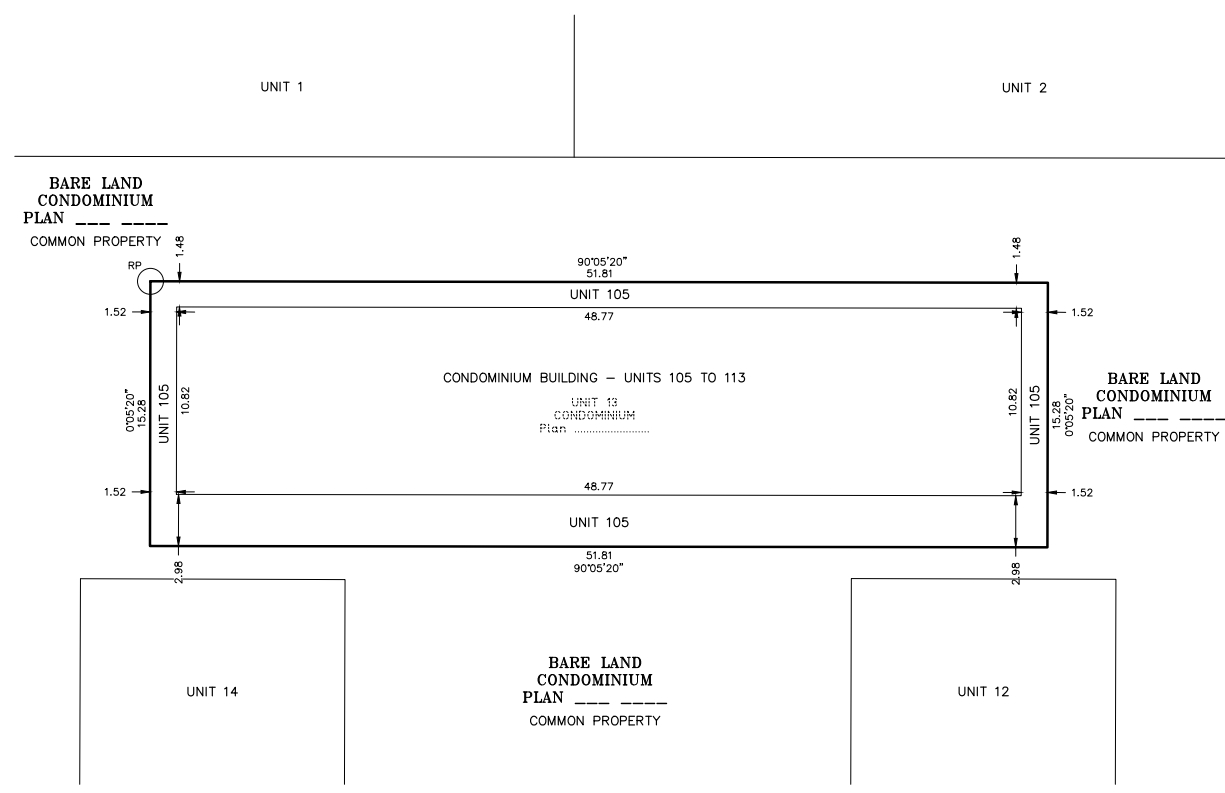 UNIT 1
UNIT 2
BARE LAND
CONDOMINIUM
PLAN ___ ____
COMMON PROPERTY
RP
1.48
90°05'20"
51.81
1.48
UNIT 105
1.52
48.77
1.52
CONDOMINIUM BUILDING – UNITS 105 TO 113
UNIT 13
CONDOMINIUM
Plan ........................
0°05'20"
15.28
UNIT 105
10.82
10.82
UNIT 105
15.28
0°05'20"
BARE LAND
CONDOMINIUM
PLAN ___ ____
COMMON PROPERTY
1.52
48.77
1.52
UNIT 105
51.81
90°05'20"
2.98
2.98
UNIT 14
BARE LAND
CONDOMINIUM
PLAN ___ ____
COMMON PROPERTY
UNIT 12